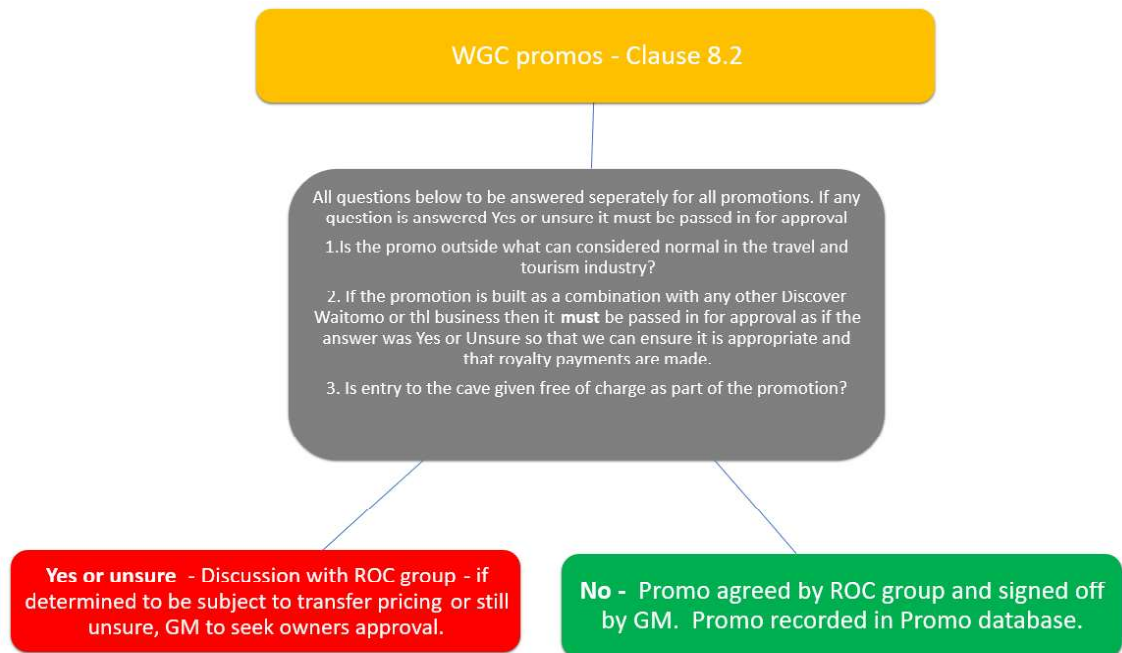 WGC promos - Clause 8.2
All questions below to be answered seperately for all promotions. If any
question is answered Yes or unsure it must be passed in for approval
1.Is the promo outside what can considered normal in the travel and
tourism industry?
2. If the promotion is built as a combination with any other Discover
Waitomo or thl business then it must be passed in for approval as if the
answer was Yes or Unsure so that we can ensure it is appropriate and
that royalty payments are made.
3. Is entry to the cave given free of charge as part of the promotion?
Yes or unsure - Discussion with ROC group - if
determined to be subject to transfer pricing or still
unsure, GM to seek owners approval.
No - Promo agreed by ROC group and signed off
by GM. Promo recorded in Promo database.